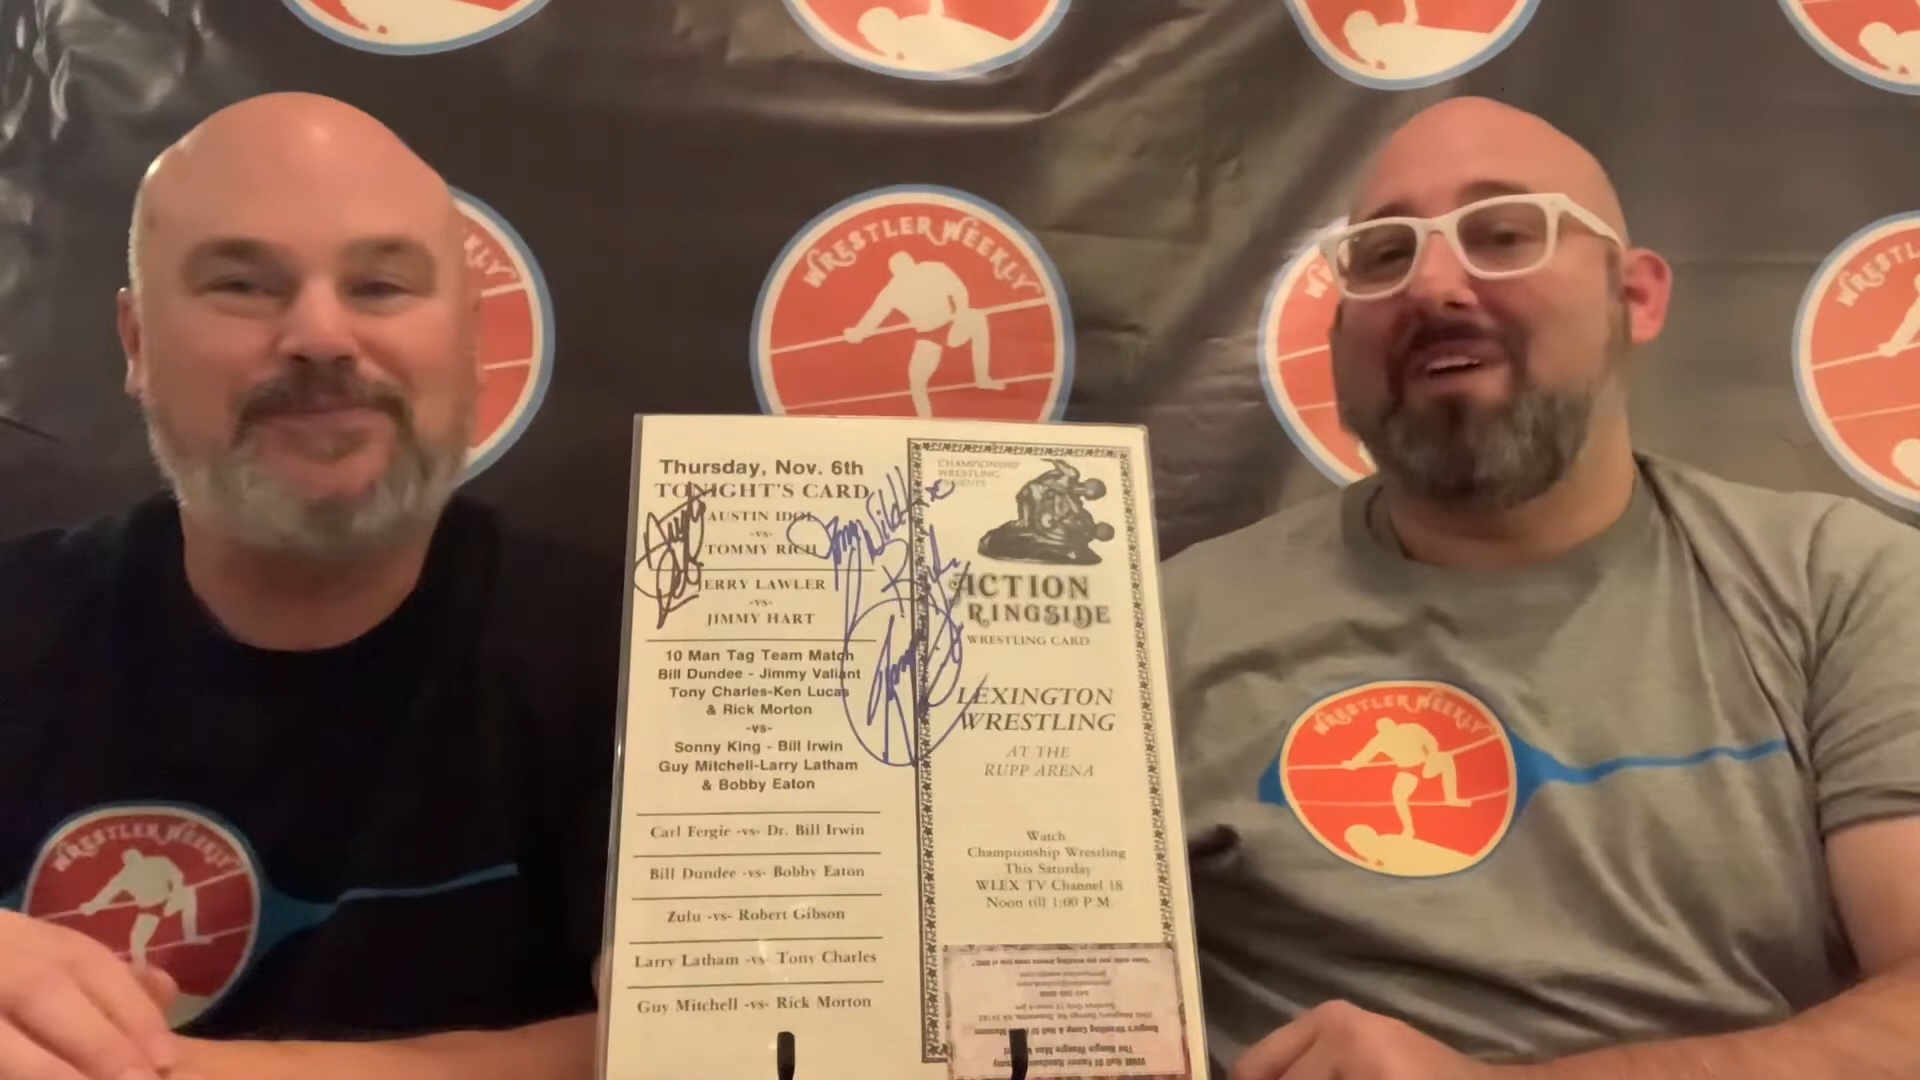 WRESTLER WEEKLY
Thursday, Nov. 6th
TONIGHT'S CARD
AUSTIN IDOL
-vs-
TOMMY RICH
JERRY LAWLER
-vs-
JIMMY HART
10 Man Tag Team Match
Bill Dundee - Jimmy Valiant
Tony Charles-Ken Lucas
& Rick Morton
-vs-
Sonny King - Bill Irwin
Guy Mitchell-Larry Latham
& Bobby Eaton
Carl Fergie -vs- Dr. Bill Irwin
Bill Dundee -vs- Bobby Eaton
Zulu -vs- Robert Gibson
Larry Latham -vs- Tony Charles
Guy Mitchell -vs- Rick Morton
CHAMPIONSHIP
WRESTLING
PRESENTS
ACTION
RINGSIDE
WRESTLING CARD
LEXINGTON
WRESTLING
AT THE
RUPP ARENA
Watch
Championship Wrestling
This Saturday
WLEX TV Channel 18
Noon till 1:00 P.M.
WRESTLER WEEKLY
WRESTLER WEEKLY